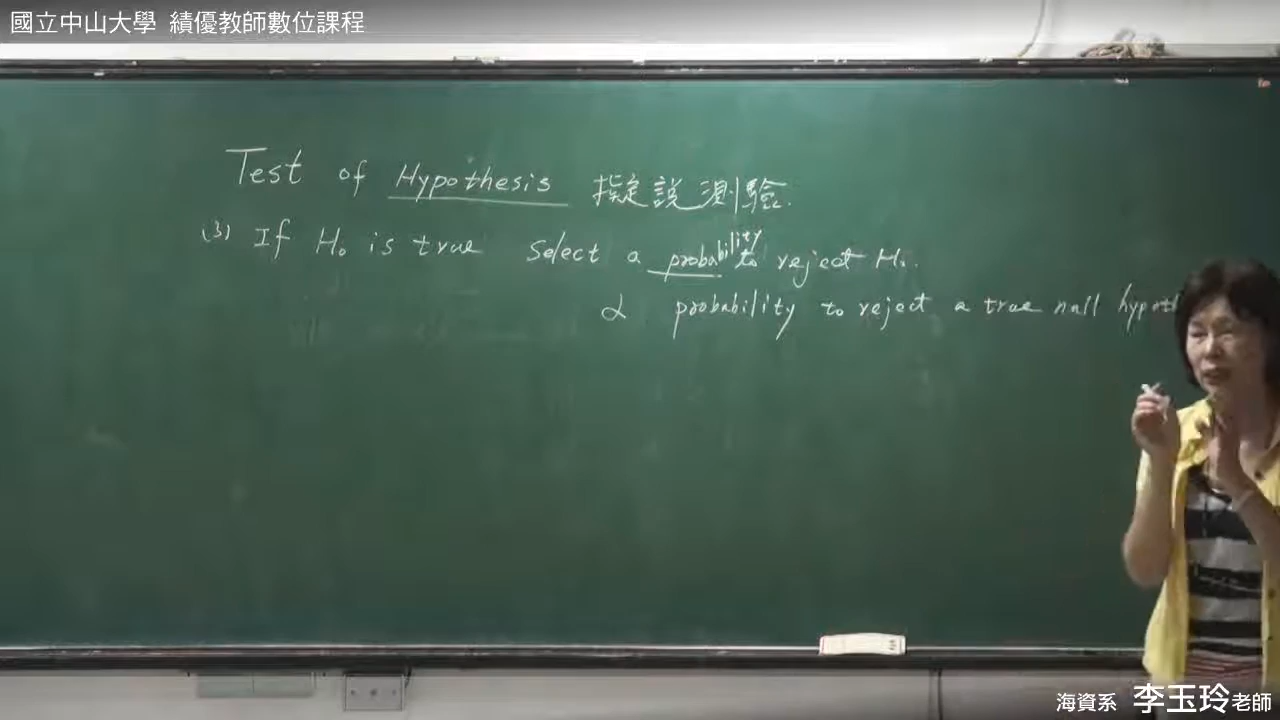 國立中山大學 績優教師數位課程
Test of Hypothesis 擬說測驗.
(3) If H₀ is true select a probability to reject H₀.
α probability to reject a true null hypoth
海資系 李玉玲老師